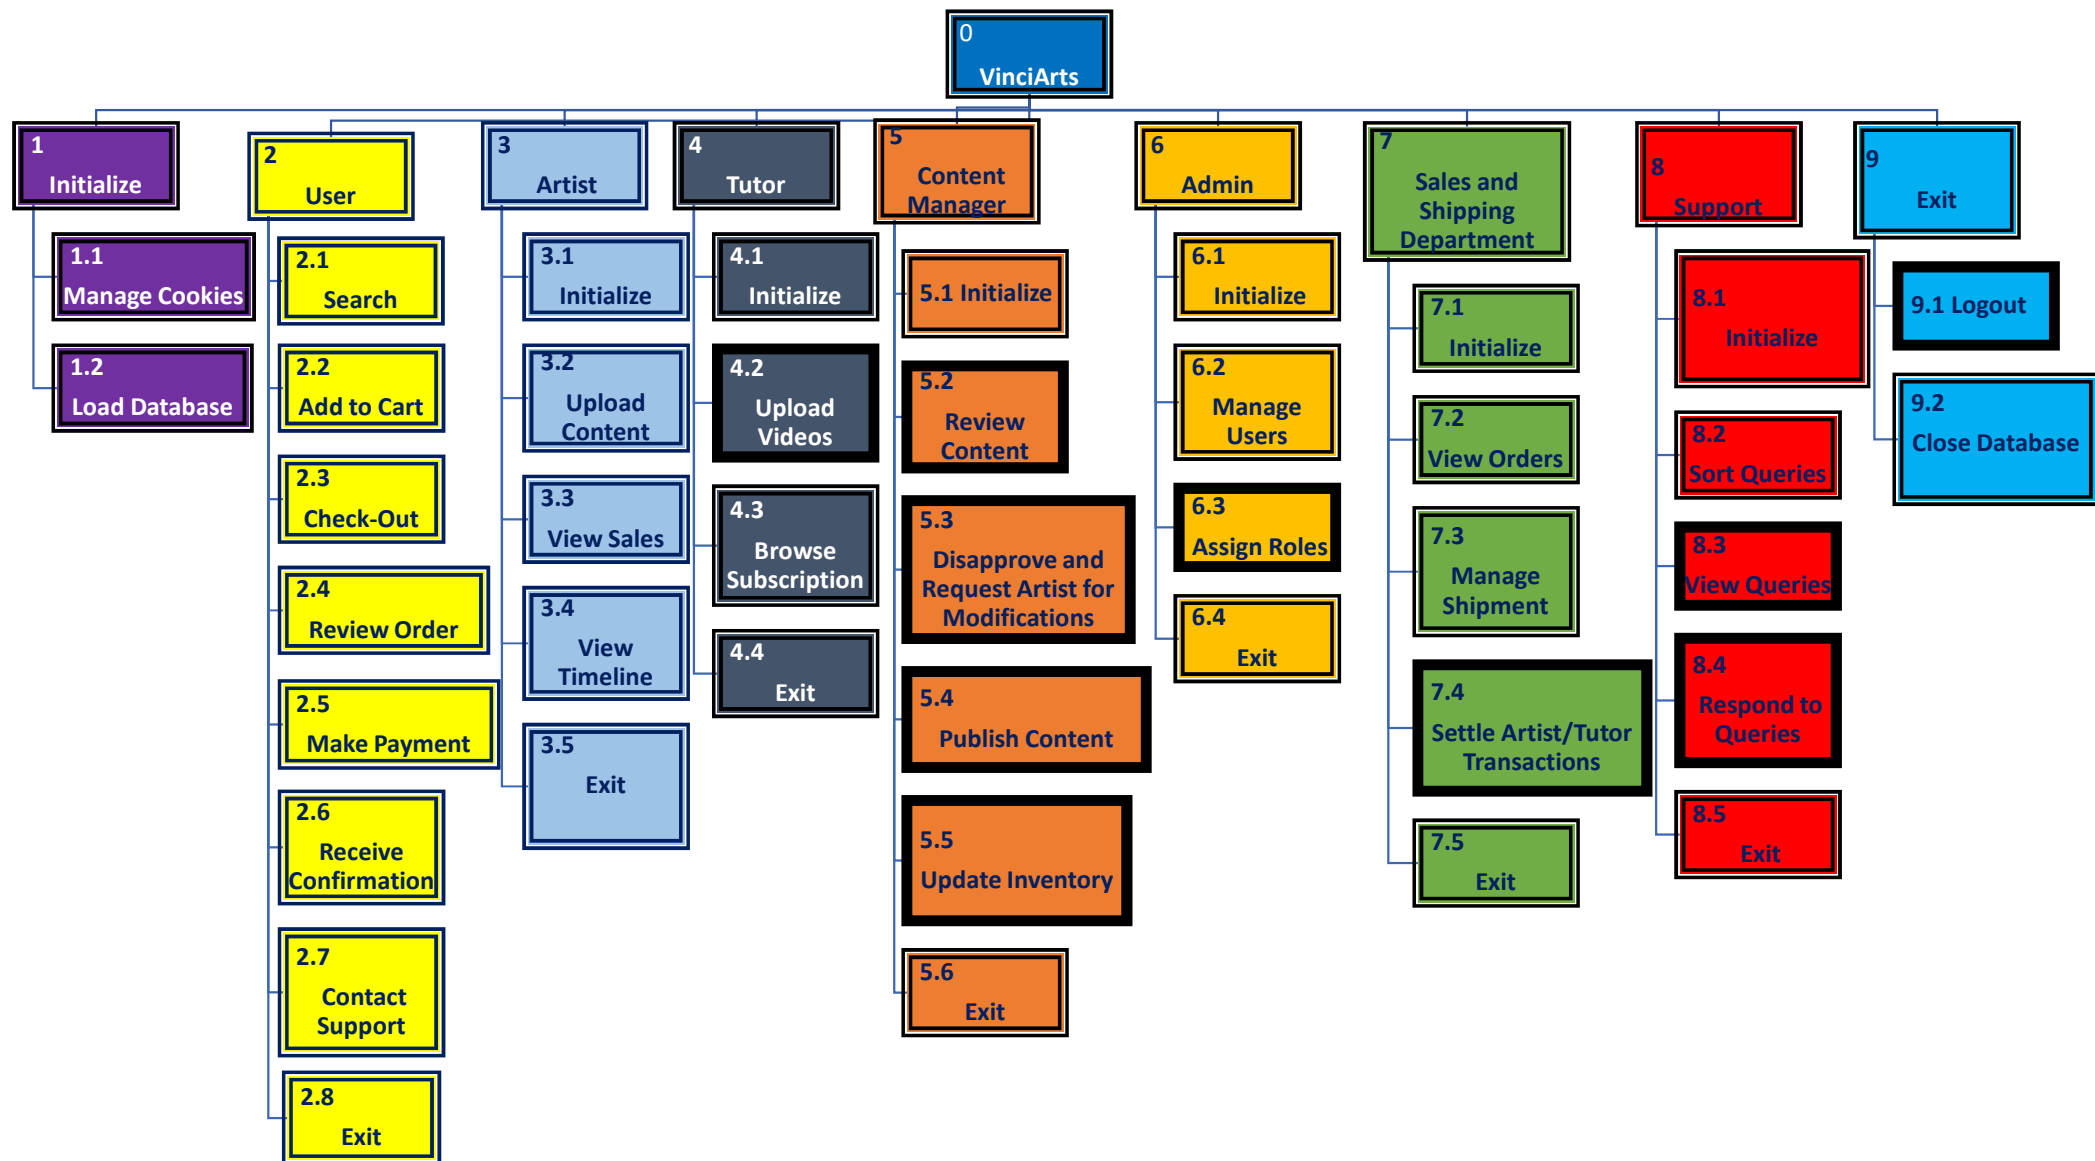 0
VinciArts
1
Initialize
1.1
Manage Cookies
1.2
Load Database
2
User
2.1
Search
2.2
Add to Cart
2.3
Check-Out
2.4
Review Order
2.5
Make Payment
2.6
Receive
Confirmation
2.7
Contact
Support
2.8
Exit
3
Artist
3.1
Initialize
3.2
Upload
Content
3.3
View Sales
3.4
View
Timeline
3.5
Exit
4
Tutor
4.1
Initialize
4.2
Upload
Videos
4.3
Browse
Subscription
4.4
Exit
5
Content
Manager
5.1 Initialize
5.2
Review
Content
5.3
Disapprove and
Request Artist for
Modifications
5.4
Publish Content
5.5
Update Inventory
5.6
Exit
6
Admin
6.1
Initialize
6.2
Manage
Users
6.3
Assign Roles
6.4
Exit
7
Sales and
Shipping
Department
7.1
Initialize
7.2
View Orders
7.3
Manage
Shipment
7.4
Settle Artist/Tutor
Transactions
7.5
Exit
8
Support
8.1
Initialize
8.2
Sort Queries
8.3
View Queries
8.4
Respond to
Queries
8.5
Exit
9
Exit
9.1 Logout
9.2
Close Database